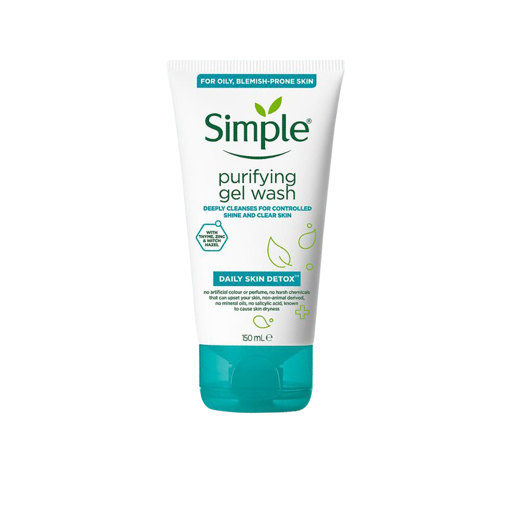 FOR OILY, BLEMISH-PRONE SKIN
Simple®
purifying
gel wash
DEEPLY CLEANSES FOR CONTROLLED
SHINE AND CLEAR SKIN
WITH
THYME, ZINC
& WITCH
HAZEL
DAILY SKIN DETOX™
no artificial colour or perfume, no harsh chemicals
that can upset your skin, non-animal derived,
no mineral oils, no salicylic acid, known
to cause skin dryness
150 mL ℮